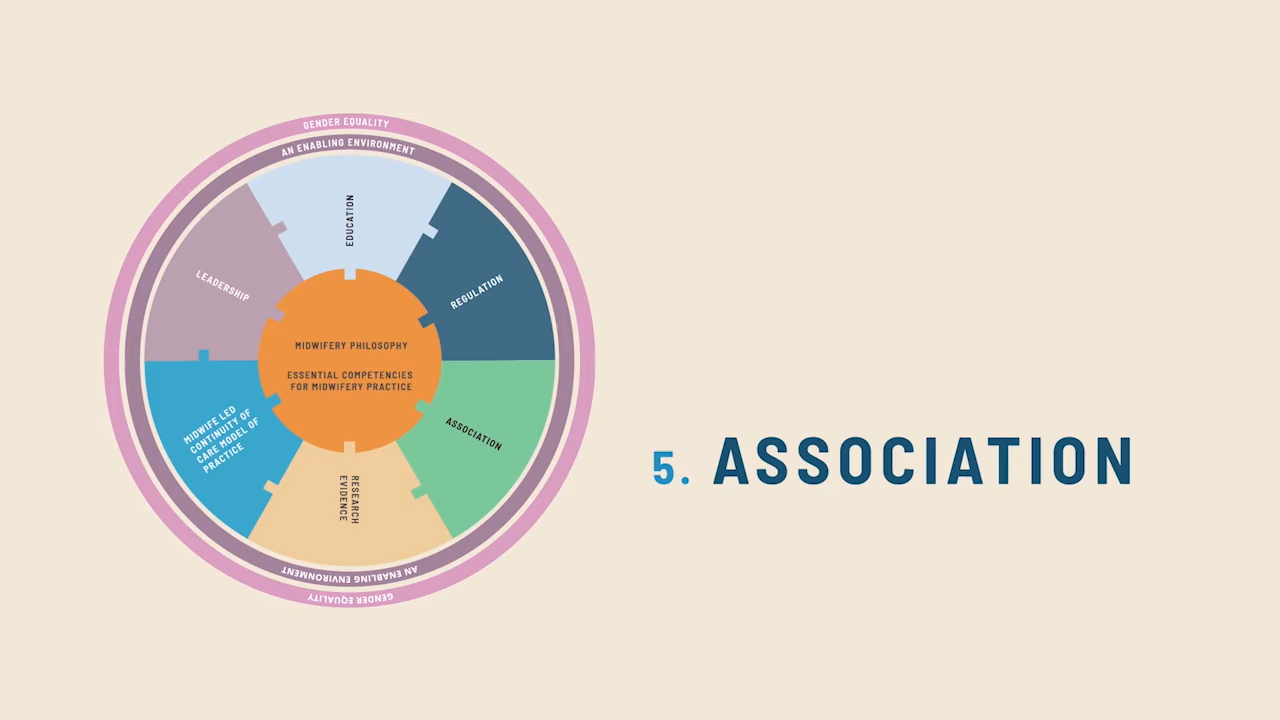 GENDER EQUALITY
AN ENABLING ENVIRONMENT
EDUCATION
LEADERSHIP
REGULATION
MIDWIFERY PHILOSOPHY
ESSENTIAL COMPETENCIES
FOR MIDWIFERY PRACTICE
MIDWIFE LED
CONTINUITY OF
CARE MODEL OF
PRACTICE
ASSOCIATION
RESEARCH
EVIDENCE
AN ENABLING ENVIRONMENT
GENDER EQUALITY
5. ASSOCIATION